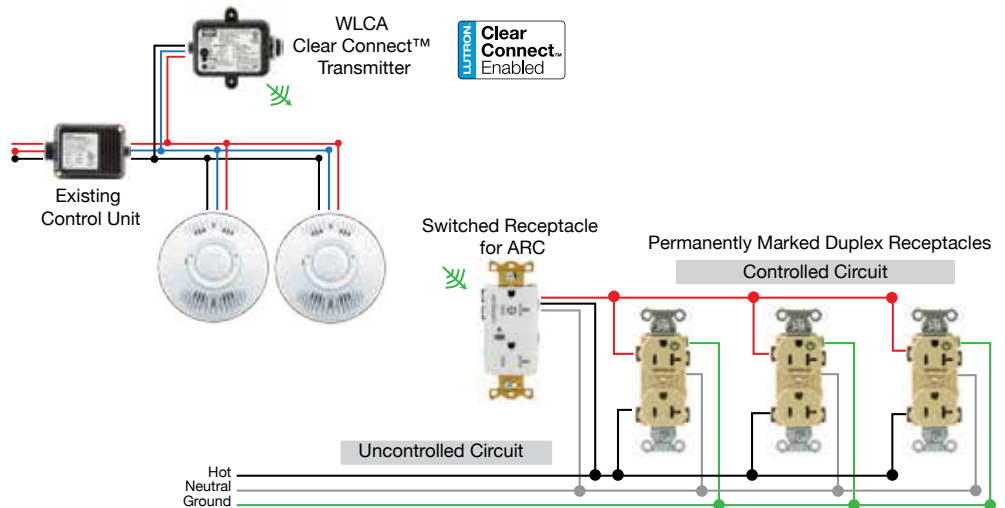 WLCA
Clear Connect™
Transmitter
LUTRON
Clear
Connect™
Enabled
Existing
Control Unit
Switched Receptacle
for ARC
Permanently Marked Duplex Receptacles
Controlled Circuit
Uncontrolled Circuit
Hot
Neutral
Ground